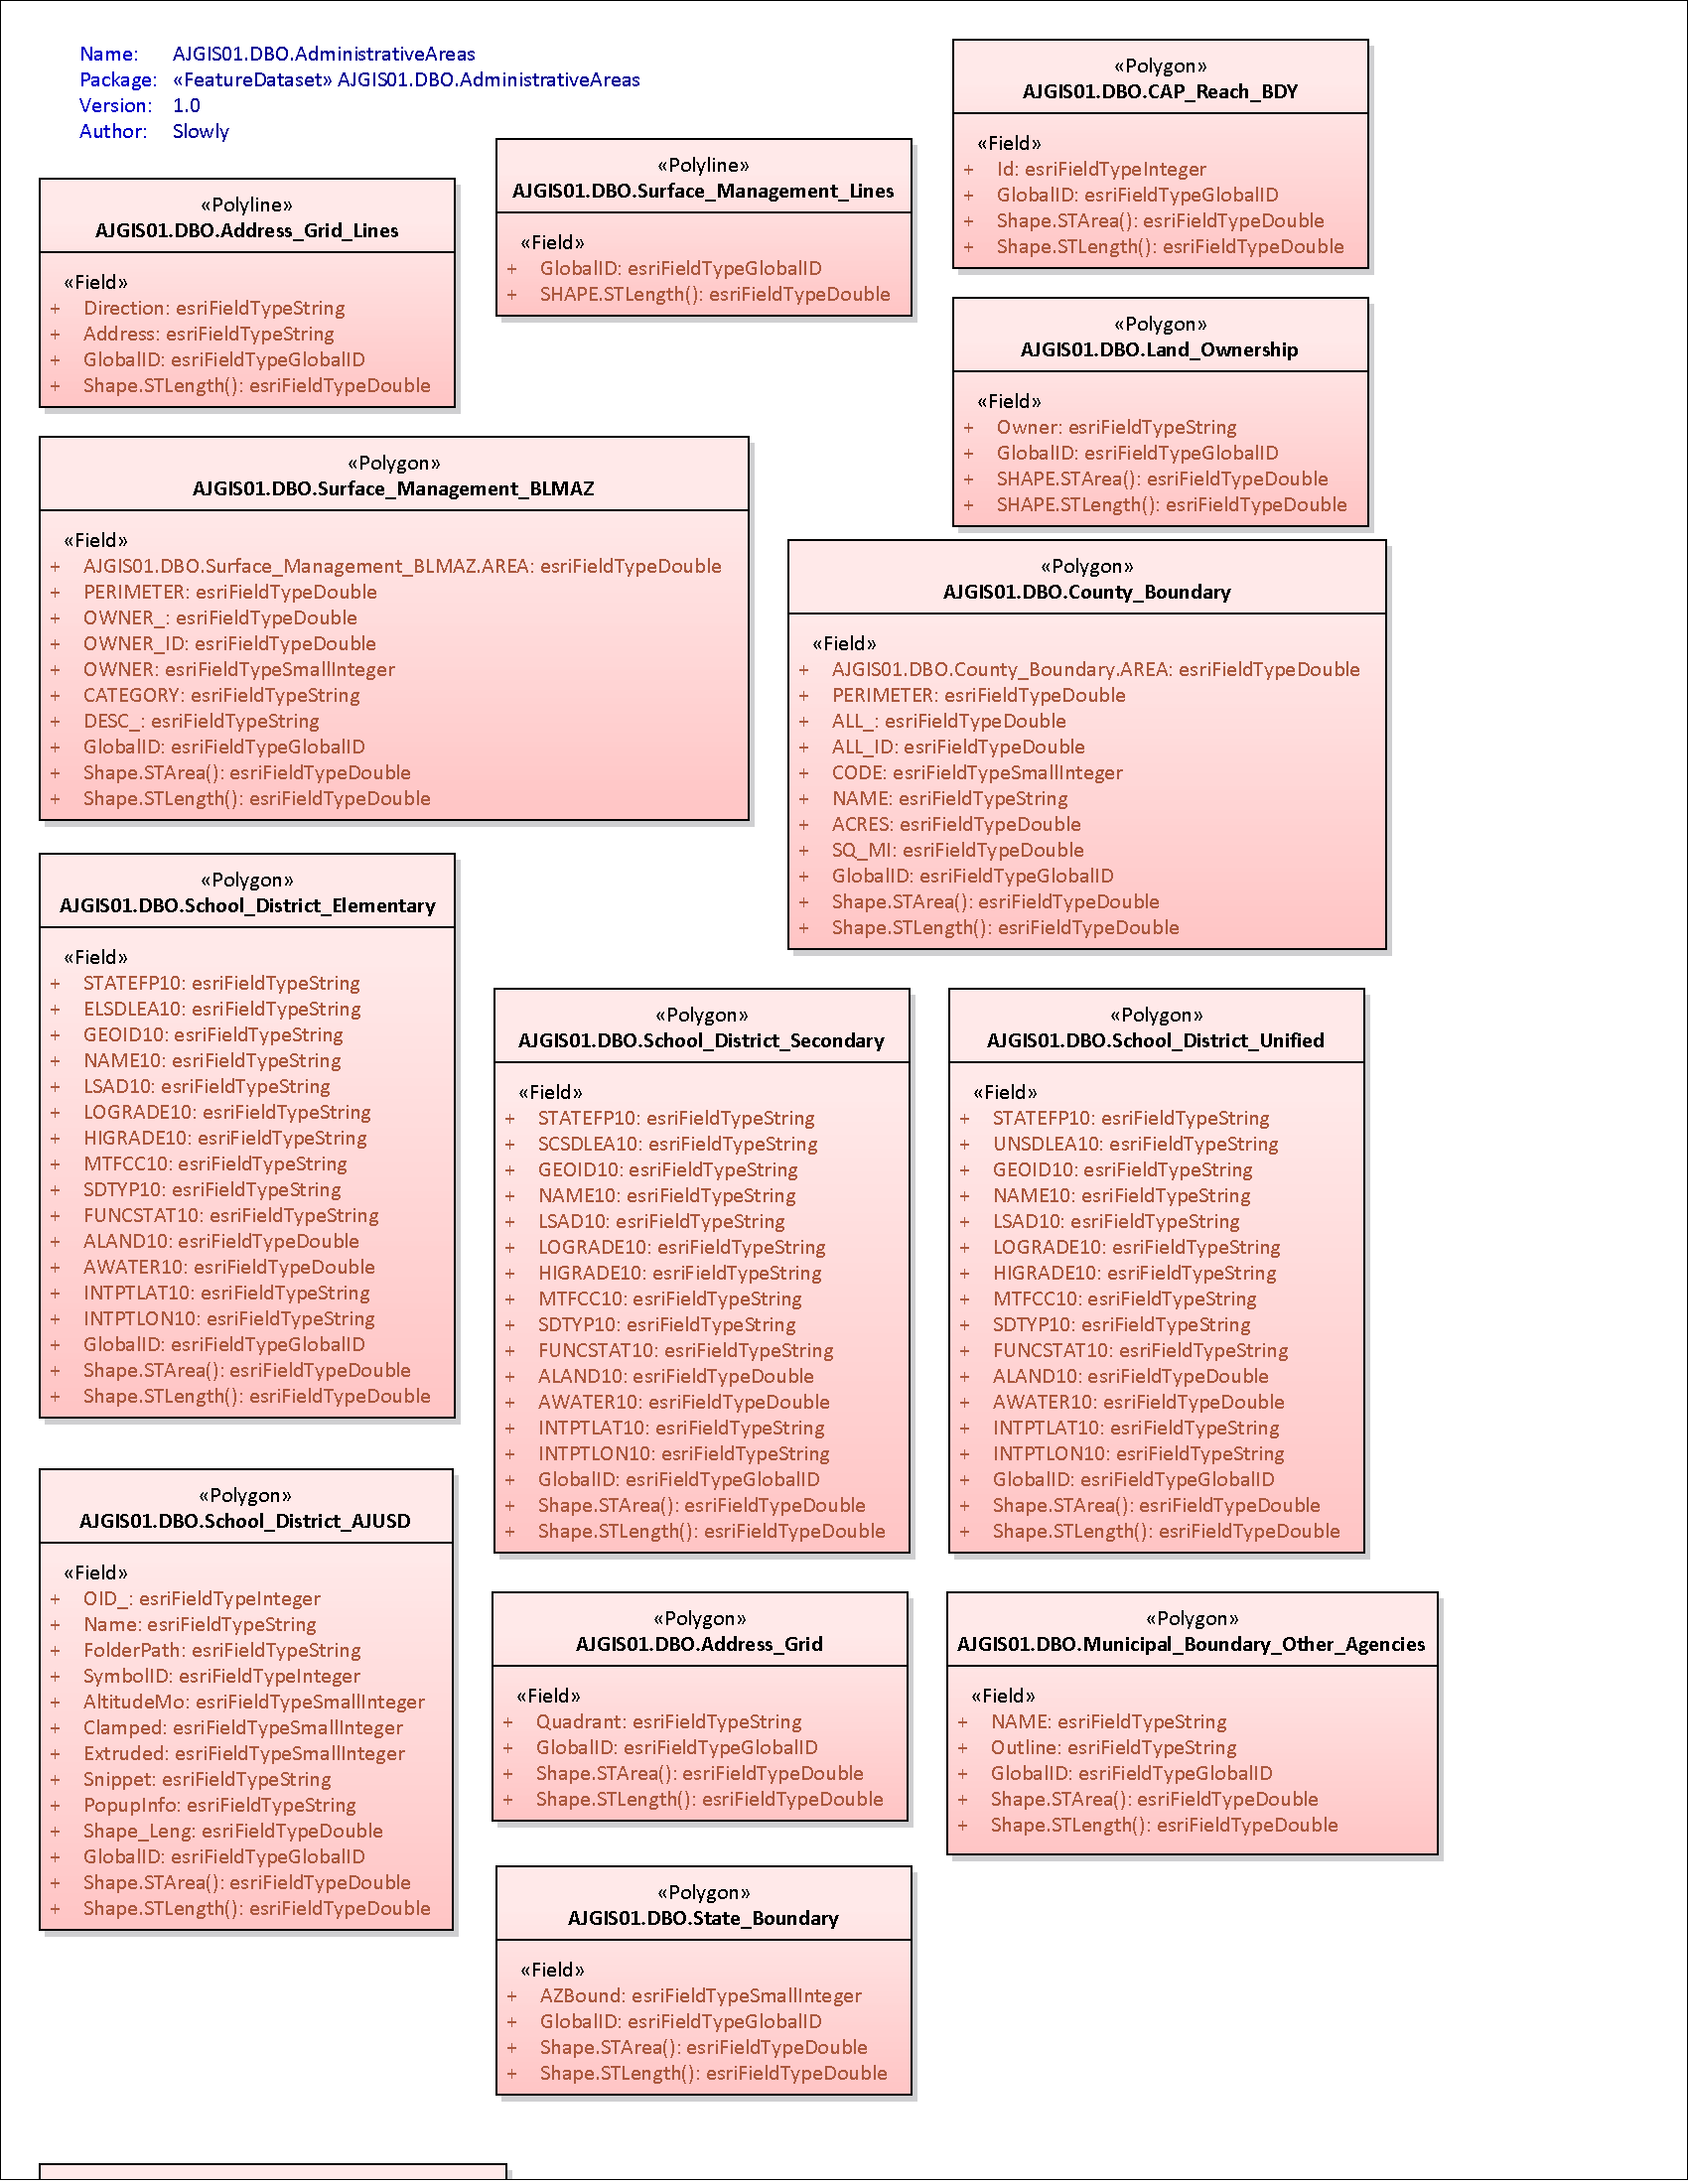 Name: AJGIS01.DBO.AdministrativeAreas
Package: «FeatureDataset» AJGIS01.DBO.AdministrativeAreas
Version: 1.0
Author: Slowly
«Polygon»
AJGIS01.DBO.CAP_Reach_BDY
«Field»
+ Id: esriFieldTypeInteger
+ GlobalID: esriFieldTypeGlobalID
+ Shape.STArea(): esriFieldTypeDouble
+ Shape.STLength(): esriFieldTypeDouble
«Polyline»
AJGIS01.DBO.Surface_Management_Lines
«Field»
+ GlobalID: esriFieldTypeGlobalID
+ SHAPE.STLength(): esriFieldTypeDouble
«Polyline»
AJGIS01.DBO.Address_Grid_Lines
«Field»
+ Direction: esriFieldTypeString
+ Address: esriFieldTypeString
+ GlobalID: esriFieldTypeGlobalID
+ Shape.STLength(): esriFieldTypeDouble
«Polygon»
AJGIS01.DBO.Land_Ownership
«Field»
+ Owner: esriFieldTypeString
+ GlobalID: esriFieldTypeGlobalID
+ SHAPE.STArea(): esriFieldTypeDouble
+ SHAPE.STLength(): esriFieldTypeDouble
«Polygon»
AJGIS01.DBO.Surface_Management_BLMAZ
«Field»
+ AJGIS01.DBO.Surface_Management_BLMAZ.AREA: esriFieldTypeDouble
+ PERIMETER: esriFieldTypeDouble
+ OWNER_: esriFieldTypeDouble
+ OWNER_ID: esriFieldTypeDouble
+ OWNER: esriFieldTypeSmallInteger
+ CATEGORY: esriFieldTypeString
+ DESC_: esriFieldTypeString
+ GlobalID: esriFieldTypeGlobalID
+ Shape.STArea(): esriFieldTypeDouble
+ Shape.STLength(): esriFieldTypeDouble
«Polygon»
AJGIS01.DBO.County_Boundary
«Field»
+ AJGIS01.DBO.County_Boundary.AREA: esriFieldTypeDouble
+ PERIMETER: esriFieldTypeDouble
+ ALL_: esriFieldTypeDouble
+ ALL_ID: esriFieldTypeDouble
+ CODE: esriFieldTypeSmallInteger
+ NAME: esriFieldTypeString
+ ACRES: esriFieldTypeDouble
+ SQ_MI: esriFieldTypeDouble
+ GlobalID: esriFieldTypeGlobalID
+ Shape.STArea(): esriFieldTypeDouble
+ Shape.STLength(): esriFieldTypeDouble
«Polygon»
AJGIS01.DBO.School_District_Elementary
«Field»
+ STATEFP10: esriFieldTypeString
+ ELSDLEA10: esriFieldTypeString
+ GEOID10: esriFieldTypeString
+ NAME10: esriFieldTypeString
+ LSAD10: esriFieldTypeString
+ LOGRADE10: esriFieldTypeString
+ HIGRADE10: esriFieldTypeString
+ MTFCC10: esriFieldTypeString
+ SDTYP10: esriFieldTypeString
+ FUNCSTAT10: esriFieldTypeString
+ ALAND10: esriFieldTypeDouble
+ AWATER10: esriFieldTypeDouble
+ INTPTLAT10: esriFieldTypeString
+ INTPTLON10: esriFieldTypeString
+ GlobalID: esriFieldTypeGlobalID
+ Shape.STArea(): esriFieldTypeDouble
+ Shape.STLength(): esriFieldTypeDouble
«Polygon»
AJGIS01.DBO.School_District_Secondary
«Field»
+ STATEFP10: esriFieldTypeString
+ SCSDLEA10: esriFieldTypeString
+ GEOID10: esriFieldTypeString
+ NAME10: esriFieldTypeString
+ LSAD10: esriFieldTypeString
+ LOGRADE10: esriFieldTypeString
+ HIGRADE10: esriFieldTypeString
+ MTFCC10: esriFieldTypeString
+ SDTYP10: esriFieldTypeString
+ FUNCSTAT10: esriFieldTypeString
+ ALAND10: esriFieldTypeDouble
+ AWATER10: esriFieldTypeDouble
+ INTPTLAT10: esriFieldTypeString
+ INTPTLON10: esriFieldTypeString
+ GlobalID: esriFieldTypeGlobalID
+ Shape.STArea(): esriFieldTypeDouble
+ Shape.STLength(): esriFieldTypeDouble
«Polygon»
AJGIS01.DBO.School_District_Unified
«Field»
+ STATEFP10: esriFieldTypeString
+ UNSDLEA10: esriFieldTypeString
+ GEOID10: esriFieldTypeString
+ NAME10: esriFieldTypeString
+ LSAD10: esriFieldTypeString
+ LOGRADE10: esriFieldTypeString
+ HIGRADE10: esriFieldTypeString
+ MTFCC10: esriFieldTypeString
+ SDTYP10: esriFieldTypeString
+ FUNCSTAT10: esriFieldTypeString
+ ALAND10: esriFieldTypeDouble
+ AWATER10: esriFieldTypeDouble
+ INTPTLAT10: esriFieldTypeString
+ INTPTLON10: esriFieldTypeString
+ GlobalID: esriFieldTypeGlobalID
+ Shape.STArea(): esriFieldTypeDouble
+ Shape.STLength(): esriFieldTypeDouble
«Polygon»
AJGIS01.DBO.School_District_AJUSD
«Field»
+ OID_: esriFieldTypeInteger
+ Name: esriFieldTypeString
+ FolderPath: esriFieldTypeString
+ SymbolID: esriFieldTypeInteger
+ AltitudeMo: esriFieldTypeSmallInteger
+ Clamped: esriFieldTypeSmallInteger
+ Extruded: esriFieldTypeSmallInteger
+ Snippet: esriFieldTypeString
+ PopupInfo: esriFieldTypeString
+ Shape_Leng: esriFieldTypeDouble
+ GlobalID: esriFieldTypeGlobalID
+ Shape.STArea(): esriFieldTypeDouble
+ Shape.STLength(): esriFieldTypeDouble
«Polygon»
AJGIS01.DBO.Address_Grid
«Field»
+ Quadrant: esriFieldTypeString
+ GlobalID: esriFieldTypeGlobalID
+ Shape.STArea(): esriFieldTypeDouble
+ Shape.STLength(): esriFieldTypeDouble
«Polygon»
AJGIS01.DBO.Municipal_Boundary_Other_Agencies
«Field»
+ NAME: esriFieldTypeString
+ Outline: esriFieldTypeString
+ GlobalID: esriFieldTypeGlobalID
+ Shape.STArea(): esriFieldTypeDouble
+ Shape.STLength(): esriFieldTypeDouble
«Polygon»
AJGIS01.DBO.State_Boundary
«Field»
+ AZBound: esriFieldTypeSmallInteger
+ GlobalID: esriFieldTypeGlobalID
+ Shape.STArea(): esriFieldTypeDouble
+ Shape.STLength(): esriFieldTypeDouble